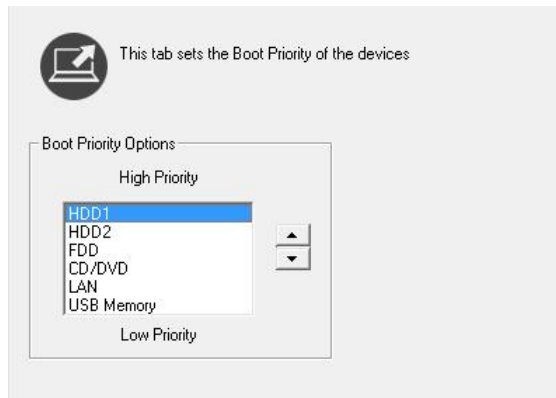 This tab sets the Boot Priority of the devices
Boot Priority Options
High Priority
HDD1
HDD2
FDD
CD/DVD
LAN
USB Memory
Low Priority